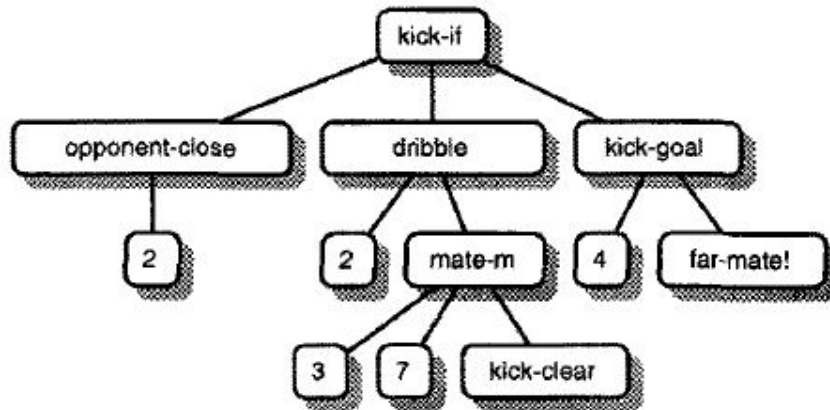 kick-if
opponent-close dribble kick-goal
2 2 mate-m 4 far-mate!
3 7 kick-clear